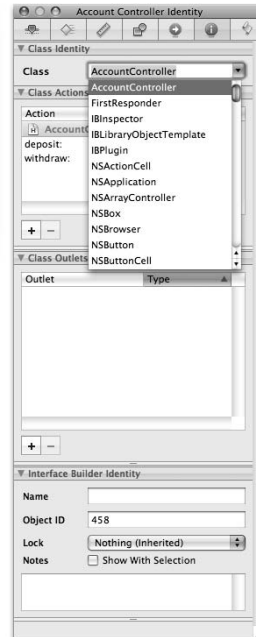 Account Controller Identity
Class Identity
Class AccountController
AccountController
FirstResponder
IBInspector
IBLibraryObjectTemplate
IBPlugin
NSActionCell
NSApplication
NSArrayController
NSBox
NSBrowser
NSButton
NSButtonCell
Class Actions
Action
Account
deposit:
withdraw:
+ −
Class Outlets
Outlet Type
+ −
Interface Builder Identity
Name
Object ID 458
Lock Nothing (Inherited)
Notes Show With Selection